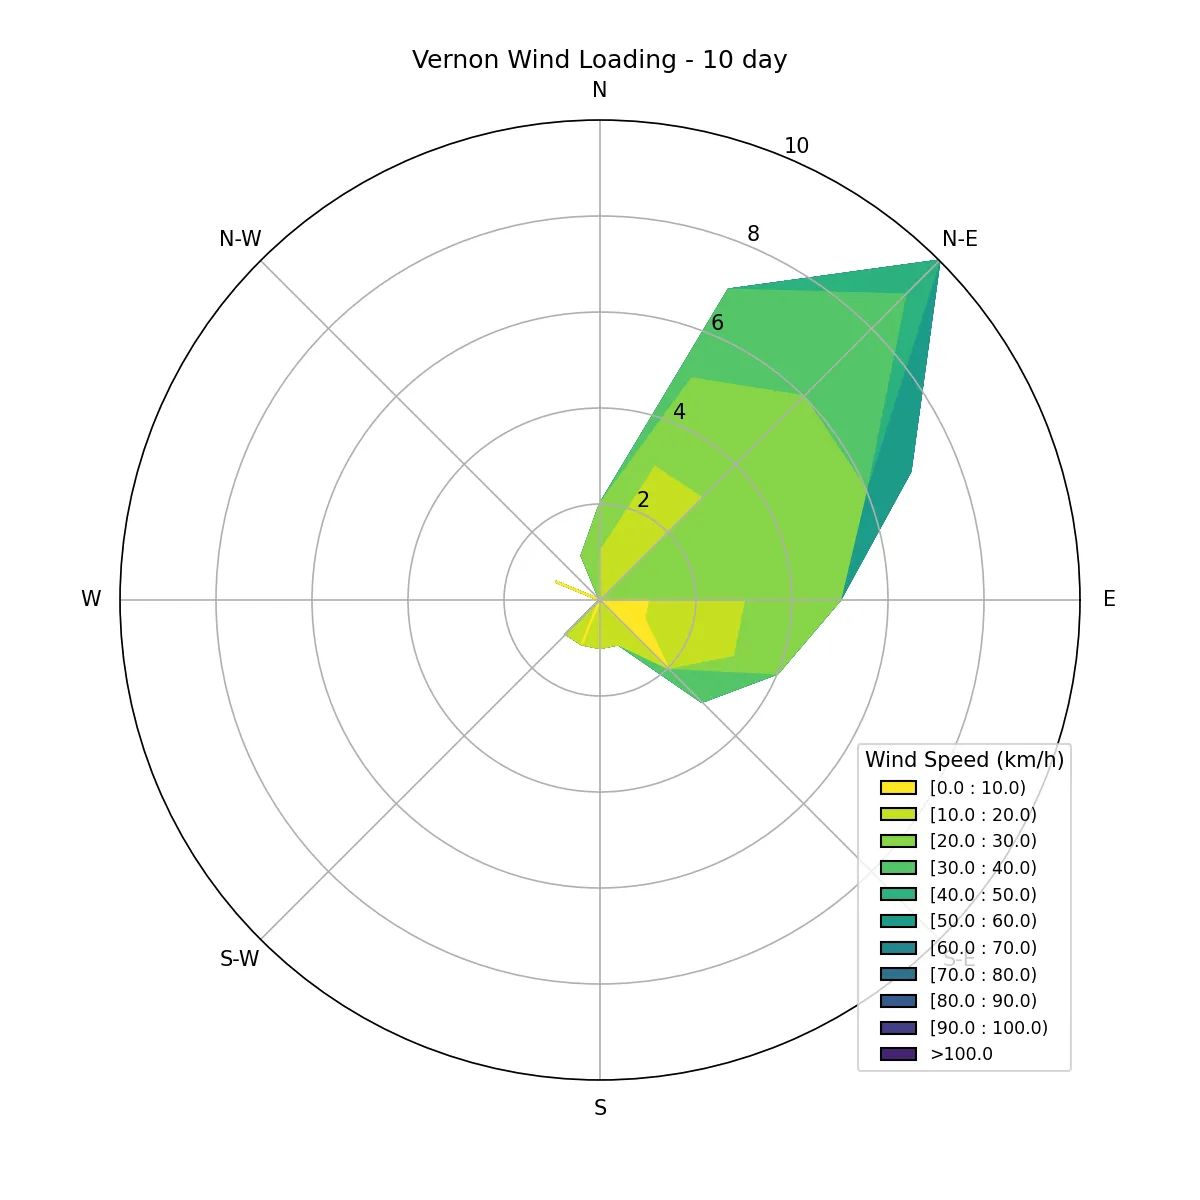 Vernon Wind Loading - 10 day
N
10
8
N-W
N-E
6
4
2
W
E
Wind Speed (km/h)
[0.0 : 10.0)
[10.0 : 20.0)
[20.0 : 30.0)
[30.0 : 40.0)
[40.0 : 50.0)
[50.0 : 60.0)
[60.0 : 70.0)
[70.0 : 80.0)
[80.0 : 90.0)
[90.0 : 100.0)
>100.0
S-W
S-E
S